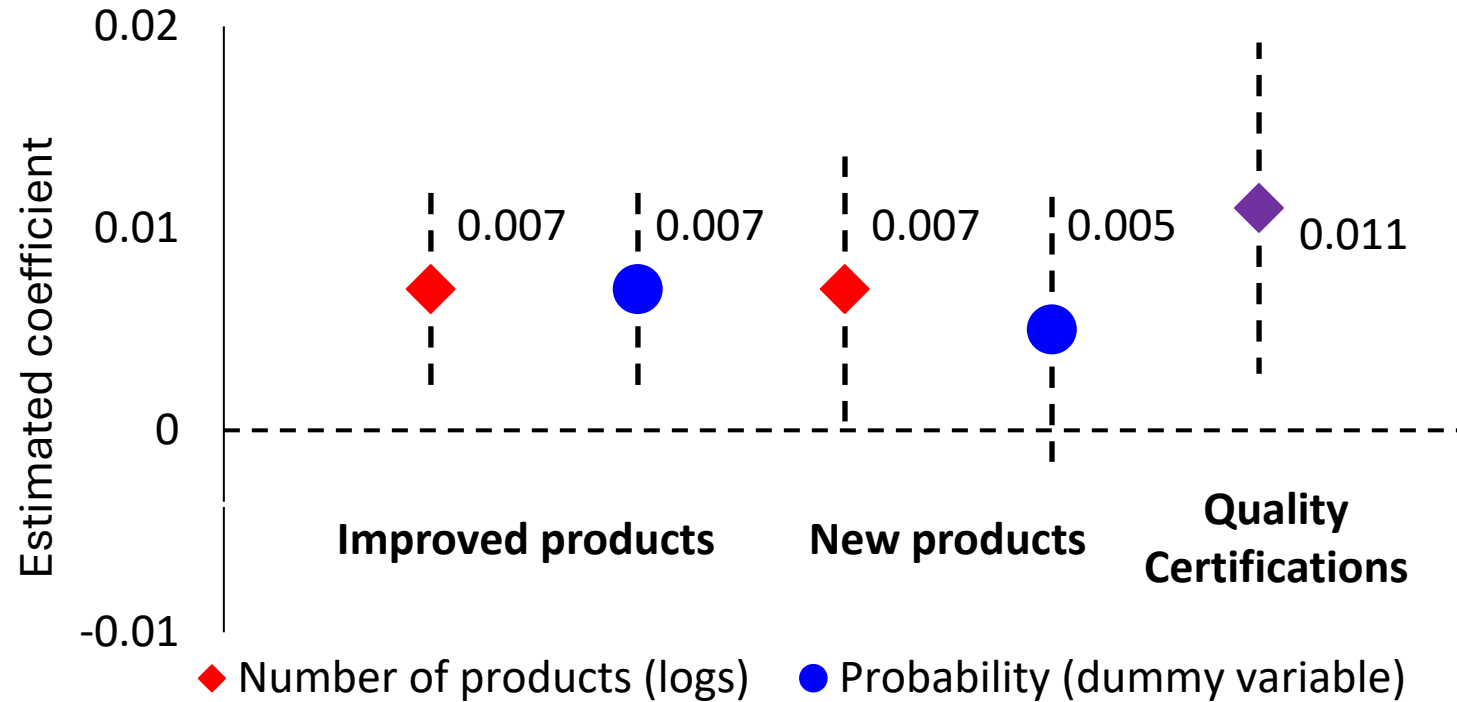 0.02
0.01
0
-0.01
Estimated coefficient
0.007
0.007
0.007
0.005
0.011
Improved products
New products
Quality
Certifications
Number of products (logs)
Probability (dummy variable)